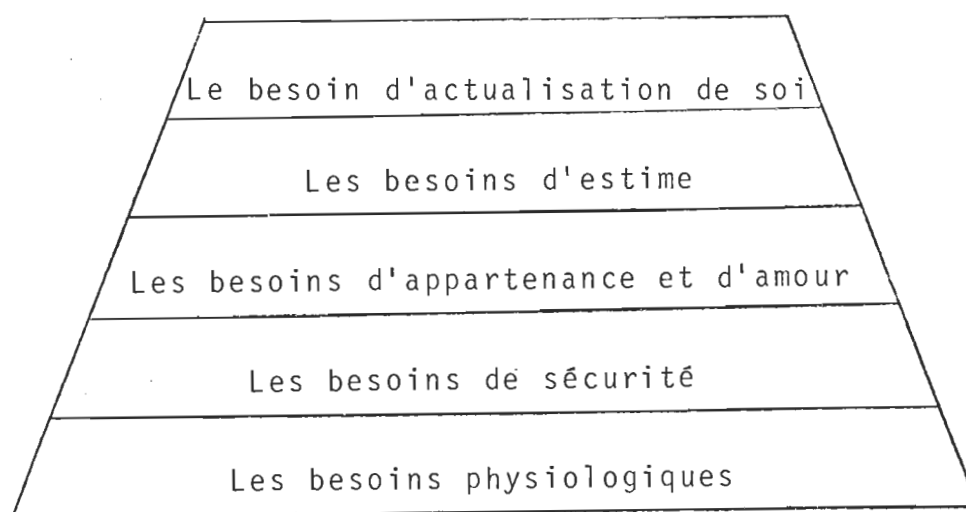 Le besoin d'actualisation de soi
Les besoins d'estime
Les besoins d'appartenance et d'amour
Les besoins de sécurité
Les besoins physiologiques